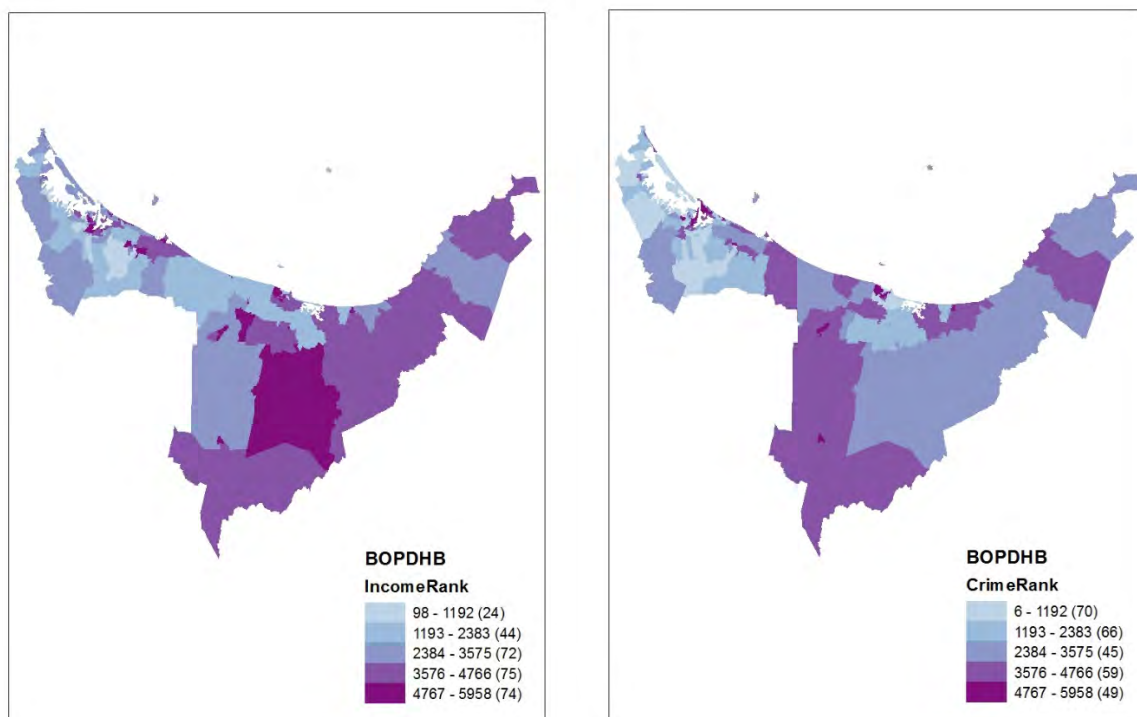 BOPDHB
IncomeRank
98 - 1192 (24)
1193 - 2383 (44)
2384 - 3575 (72)
3576 - 4766 (75)
4767 - 5958 (74)
BOPDHB
CrimeRank
6 - 1192 (70)
1193 - 2383 (66)
2384 - 3575 (45)
3576 - 4766 (59)
4767 - 5958 (49)